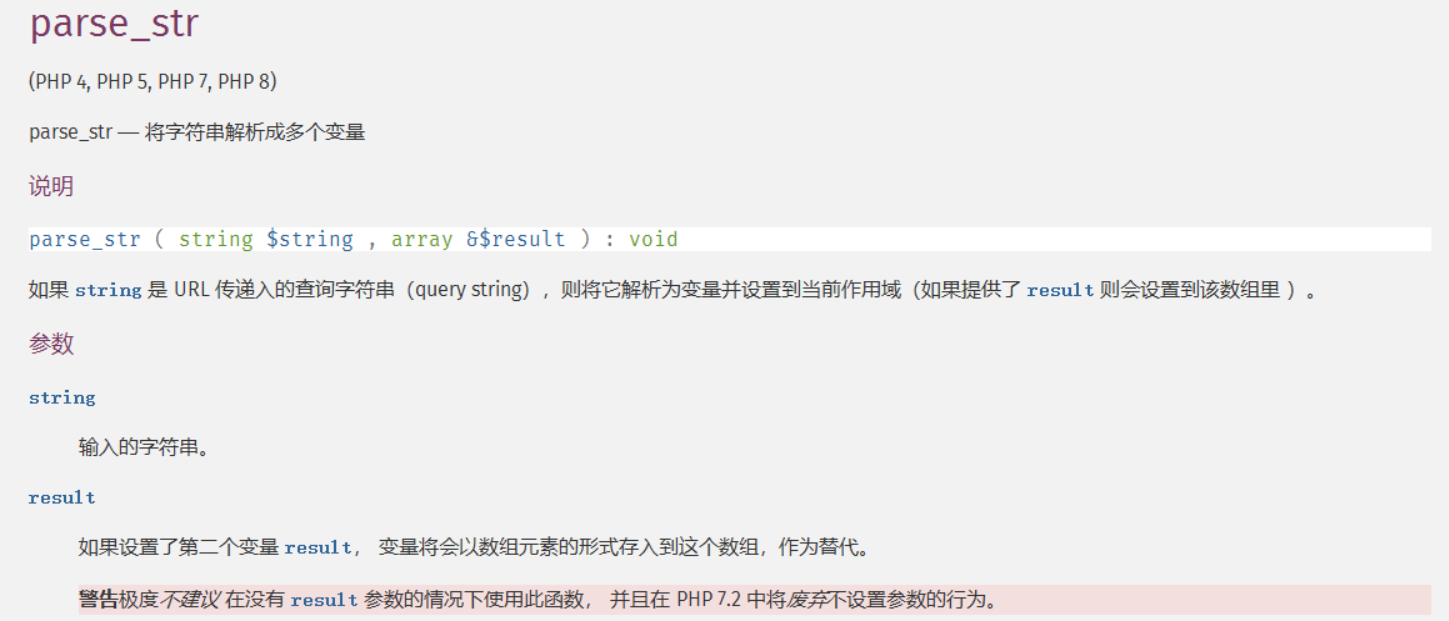 parse_str
(PHP 4, PHP 5, PHP 7, PHP 8)
parse_str — 将字符串解析成多个变量
说明
parse_str ( string $string , array &$result ) : void
如果 string 是 URL 传递入的查询字符串（query string），则将它解析为变量并设置到当前作用域（如果提供了 result 则会设置到该数组里 ）。
参数
string
输入的字符串。
result
如果设置了第二个变量 result， 变量将会以数组元素的形式存入到这个数组，作为替代。
警告极度不建议 在没有 result 参数的情况下使用此函数， 并且在 PHP 7.2 中将废弃不设置参数的行为。